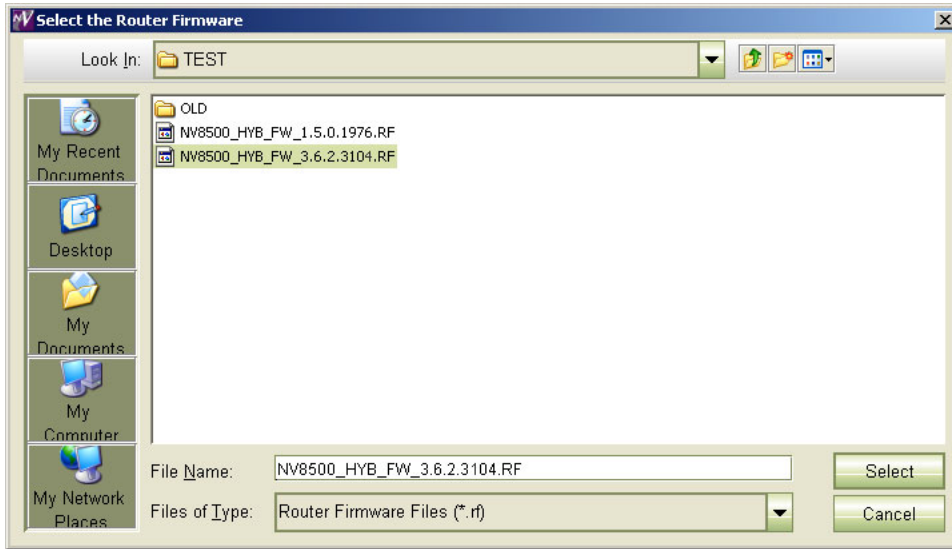 Select the Router Firmware
Look In:
TEST
My Recent
Documents
Desktop
My
Documents
My
Computer
My Network
Places
OLD
NV8500_HYB_FW_1.5.0.1976.RF
NV8500_HYB_FW_3.6.2.3104.RF
File Name:
NV8500_HYB_FW_3.6.2.3104.RF
Select
Files of Type:
Router Firmware Files (*.rf)
Cancel